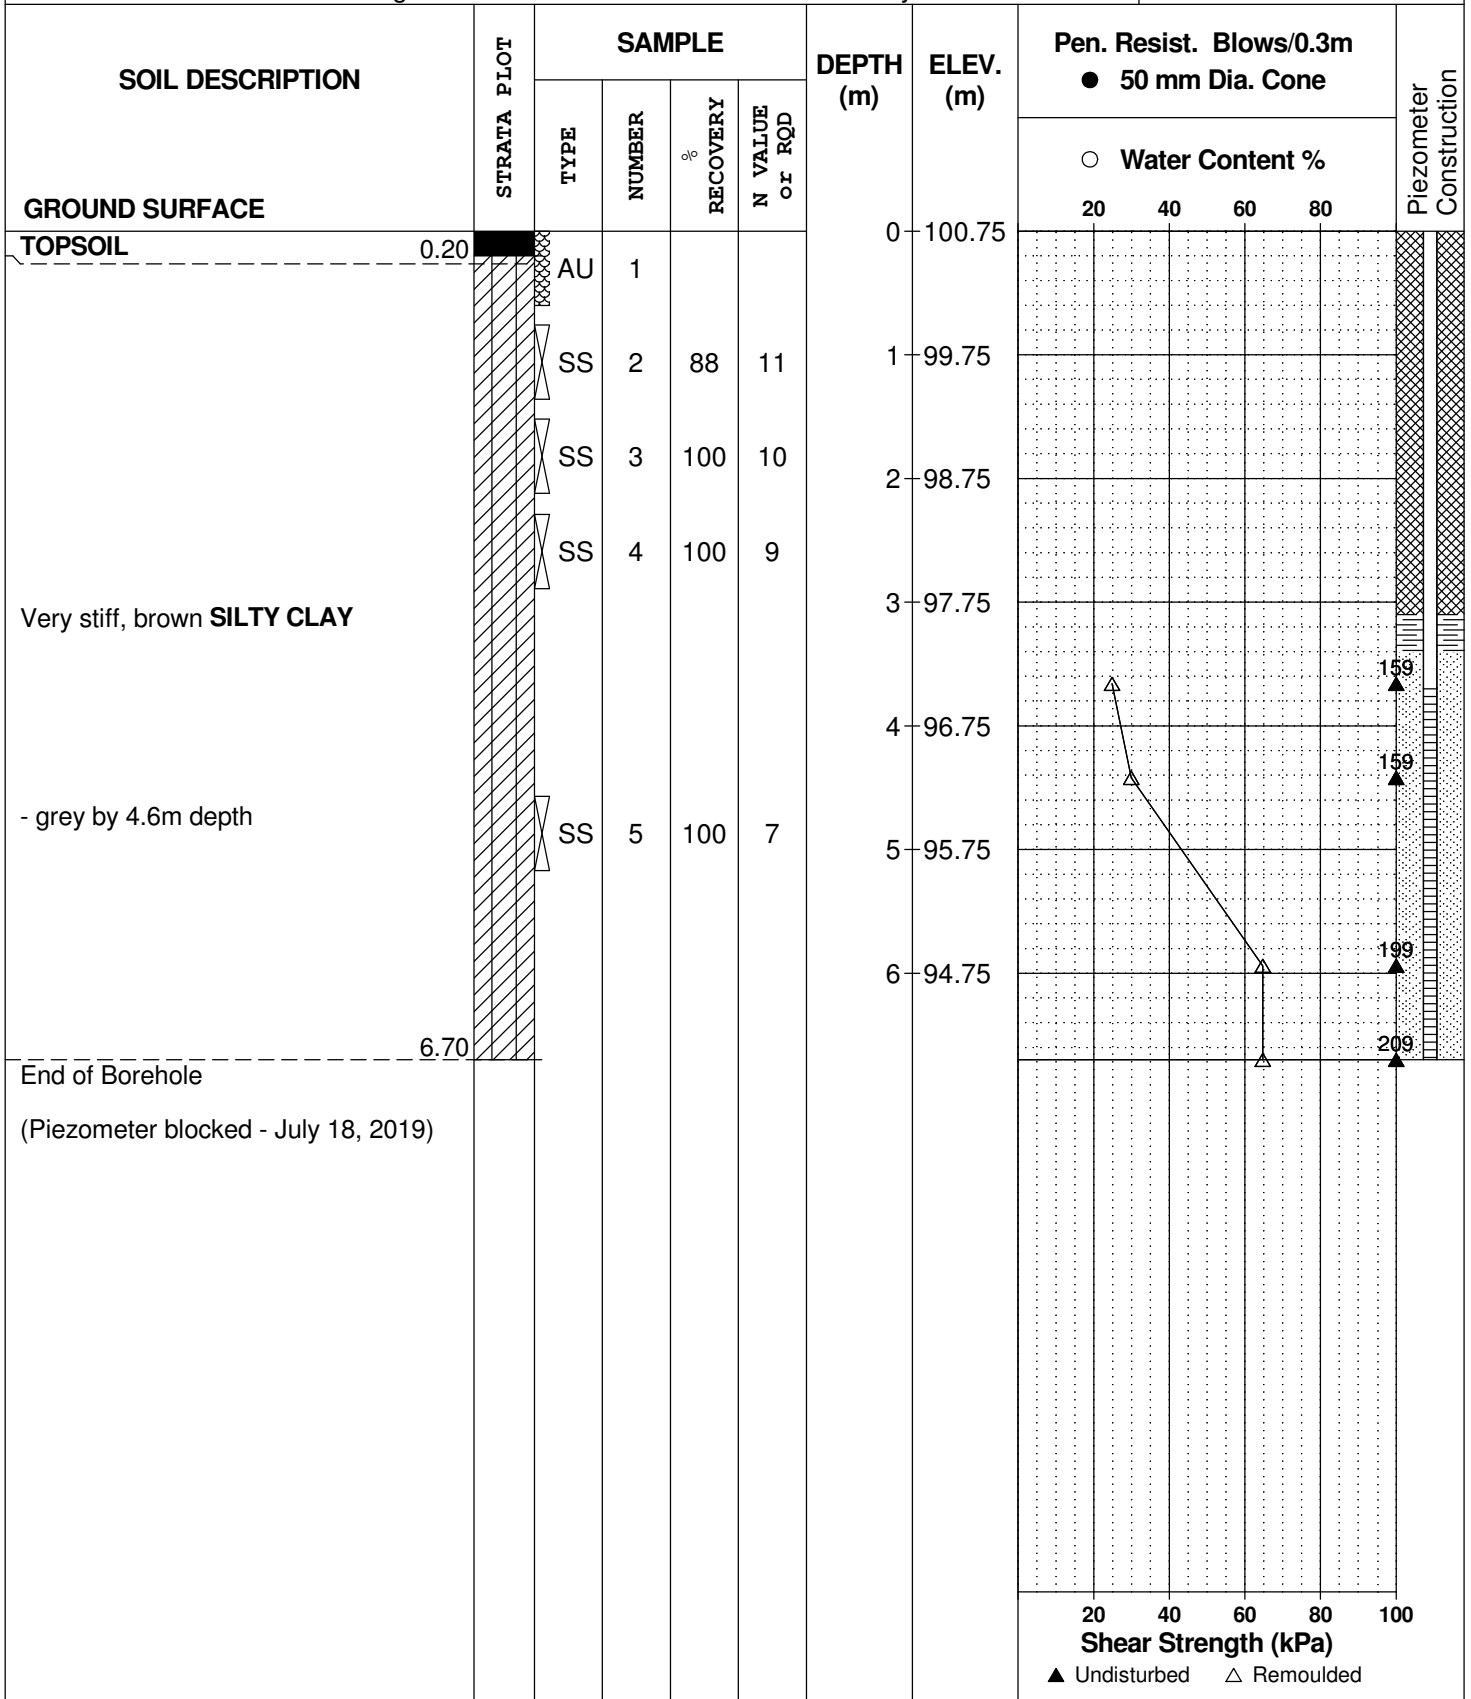 SOIL DESCRIPTION
GROUND SURFACE
STRATA PLOT
SAMPLE
TYPE
NUMBER
%
RECOVERY
N VALUE
or RQD
DEPTH
(m)
ELEV.
(m)
Pen. Resist. Blows/0.3m
● 50 mm Dia. Cone
○ Water Content %
20 40 60 80
Piezometer
Construction
0 100.75
TOPSOIL 0.20
AU 1
SS 2 88 11
1 99.75
SS 3 100 10
2 98.75
SS 4 100 9
3 97.75
Very stiff, brown SILTY CLAY
159
4 96.75
159
- grey by 4.6m depth
SS 5 100 7
5 95.75
199
6 94.75
6.70
209
End of Borehole
(Piezometer blocked - July 18, 2019)
20 40 60 80 100
Shear Strength (kPa)
▲ Undisturbed △ Remoulded